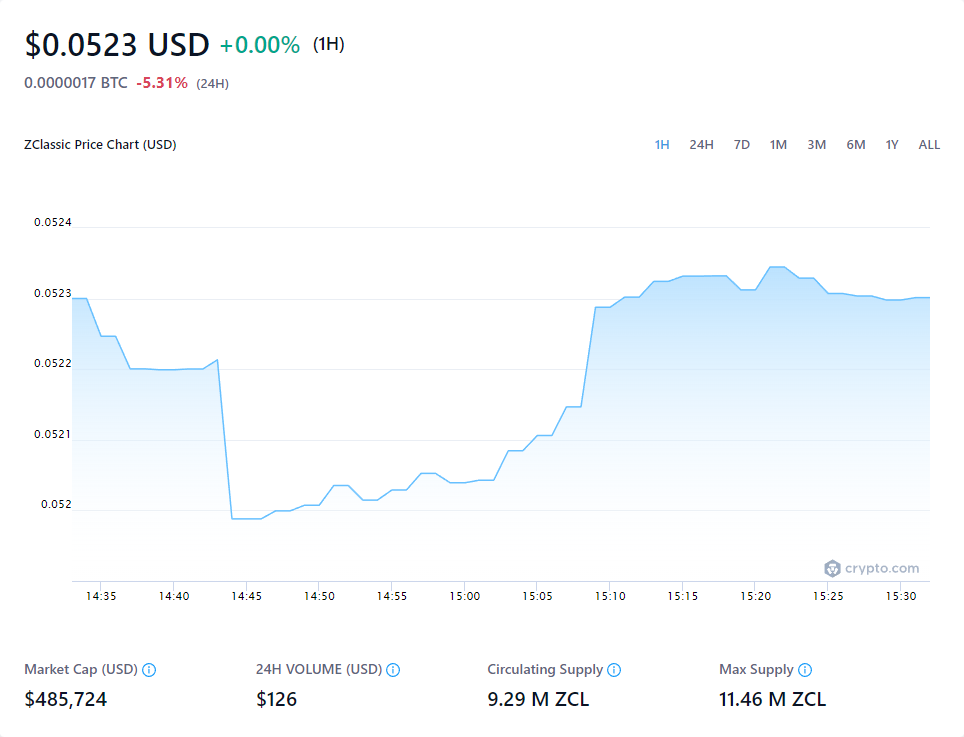 $0.0523 USD +0.00% (1H)
0.0000017 BTC -5.31% (24H)
ZClassic Price Chart (USD) 1H 24H 7D 1M 3M 6M 1Y ALL
0.0524
0.0523
0.0522
0.0521
0.052
crypto.com
14:35 14:40 14:45 14:50 14:55 15:00 15:05 15:10 15:15 15:20 15:25 15:30
Market Cap (USD) 24H VOLUME (USD) Circulating Supply Max Supply
$485,724 $126 9.29 M ZCL 11.46 M ZCL